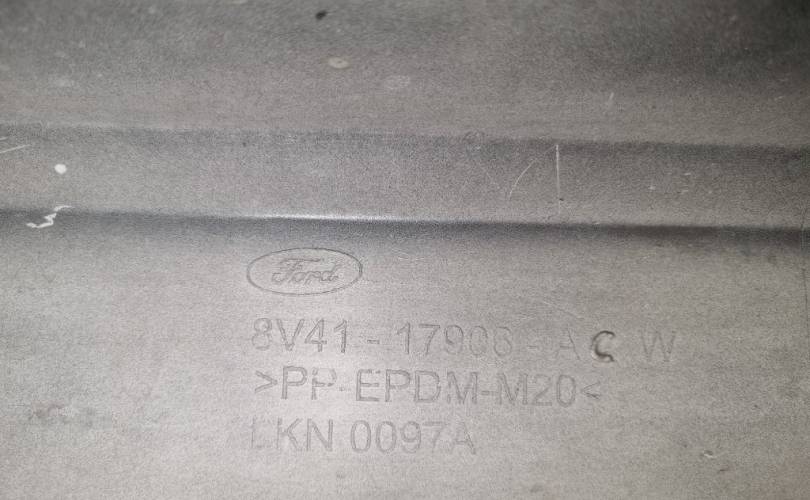 Ford
8V41-17906-AC W
>PP-EPDM-M20<
LKN 0097A